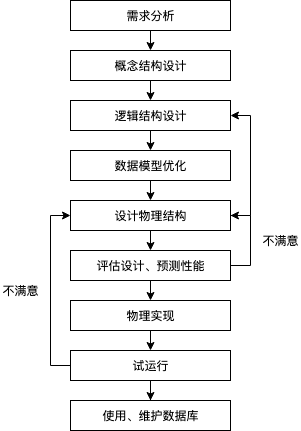 需求分析
概念结构设计
逻辑结构设计
数据模型优化
设计物理结构
不满意
评估设计、预测性能
不满意
物理实现
试运行
使用、维护数据库